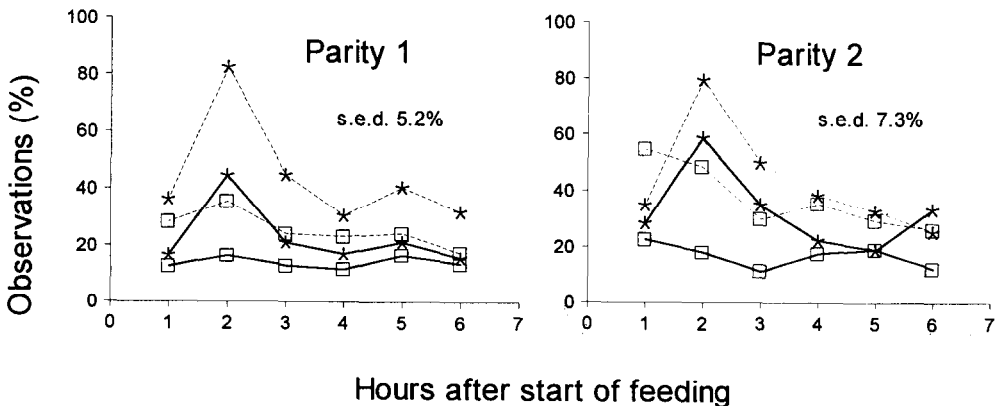 Observations (%)
100
80
60
40
20
0
0 1 2 3 4 5 6 7
Parity 1
s.e.d. 5.2%
100
80
60
40
20
0
0 1 2 3 4 5 6 7
Parity 2
s.e.d. 7.3%
Hours after start of feeding